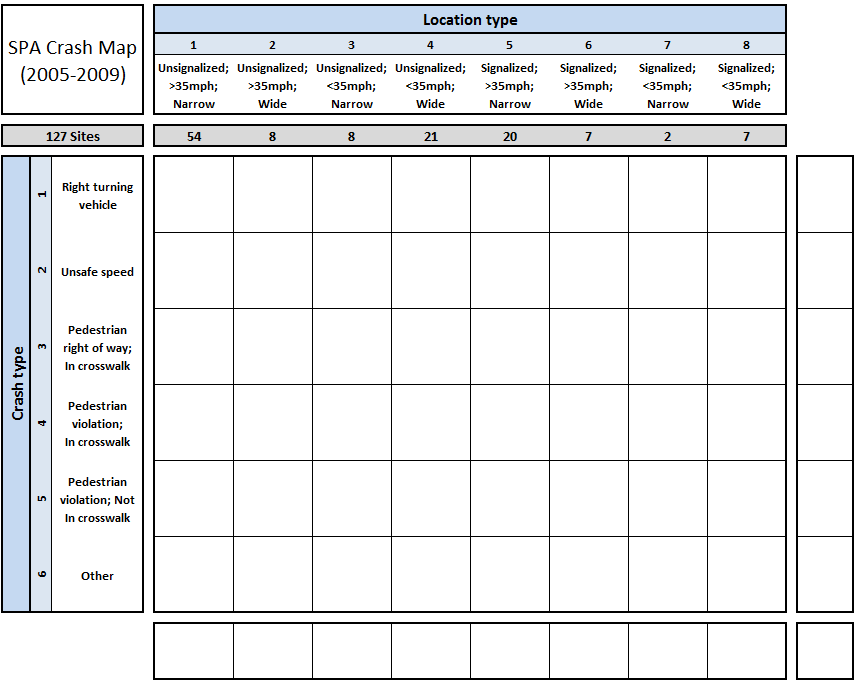 SPA Crash Map
(2005-2009)
Location type
1 2 3 4 5 6 7 8
Unsignalized; Unsignalized; Unsignalized; Unsignalized; Signalized; Signalized; Signalized; Signalized;
>35mph; >35mph; <35mph; <35mph; >35mph; >35mph; <35mph; <35mph;
Narrow Wide Narrow Wide Narrow Wide Narrow Wide
127 Sites 54 8 8 21 20 7 2 7
Crash type
1
Right turning
vehicle
2
Unsafe speed
3
Pedestrian
right of way;
In crosswalk
4
Pedestrian
violation;
In crosswalk
5
Pedestrian
violation; Not
In crosswalk
6
Other